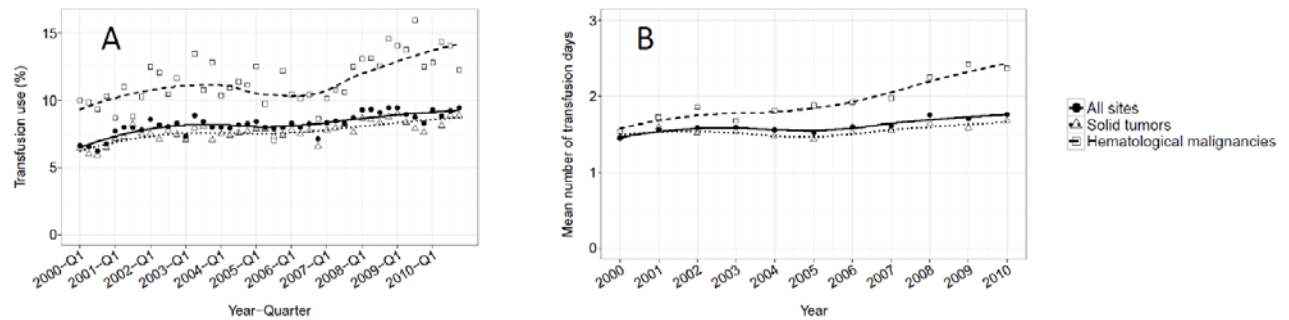 A
Transfusion use (%)
15
10
5
0
2000-Q1
2001-Q1
2002-Q1
2003-Q1
2004-Q1
2005-Q1
2006-Q1
2007-Q1
2008-Q1
2009-Q1
2010-Q1
Year-Quarter
B
Mean number of transfusion days
3
2
1
0
2000
2001
2002
2003
2004
2005
2006
2007
2008
2009
2010
Year
All sites
Solid tumors
Hematological malignancies